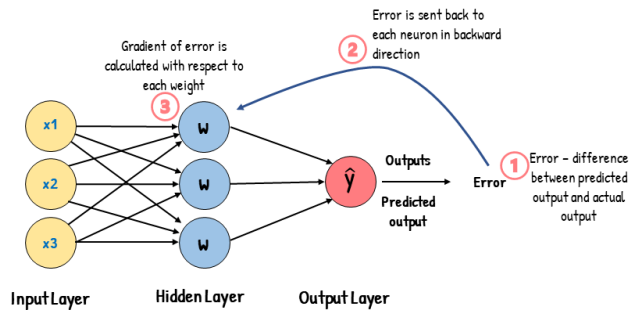 Error is sent back to
each neuron in backward
direction
2
Gradient of error is
calculated with respect to
each weight
3
x1
x2
x3
w
w
w
ŷ
Outputs
Predicted
output
Error
1
Error – difference
between predicted
output and actual
output
Input Layer
Hidden Layer
Output Layer